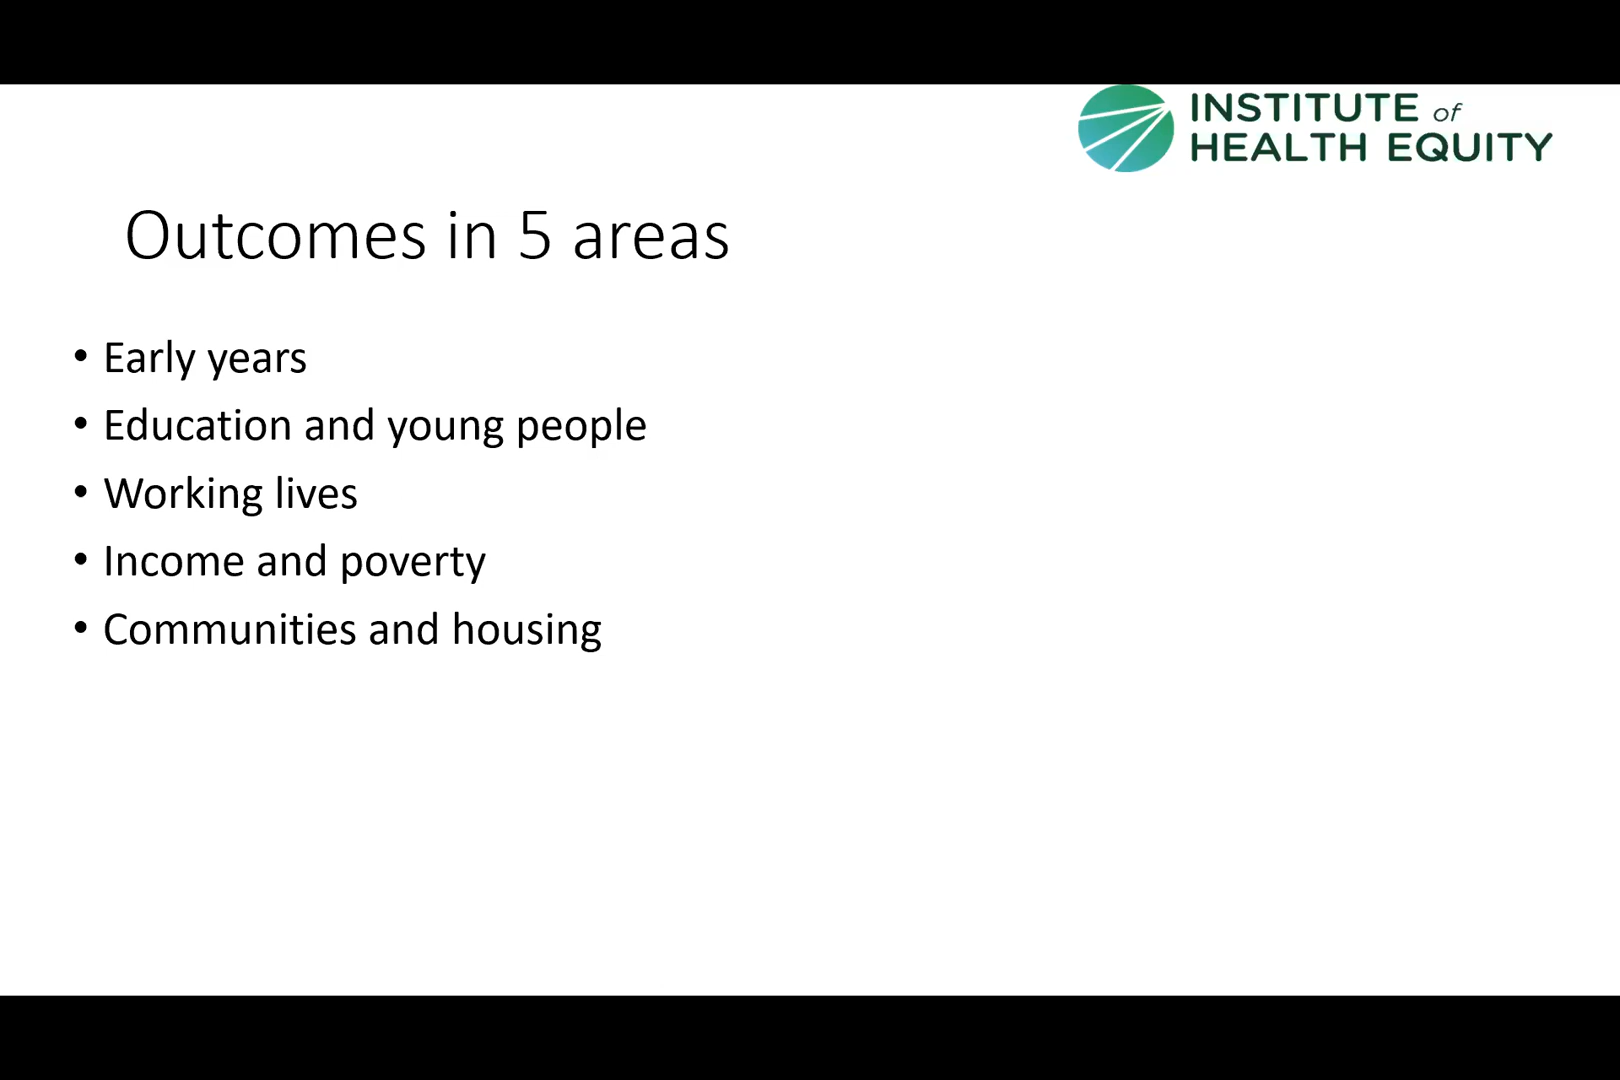 INSTITUTE of
HEALTH EQUITY
Outcomes in 5 areas
• Early years
• Education and young people
• Working lives
• Income and poverty
• Communities and housing